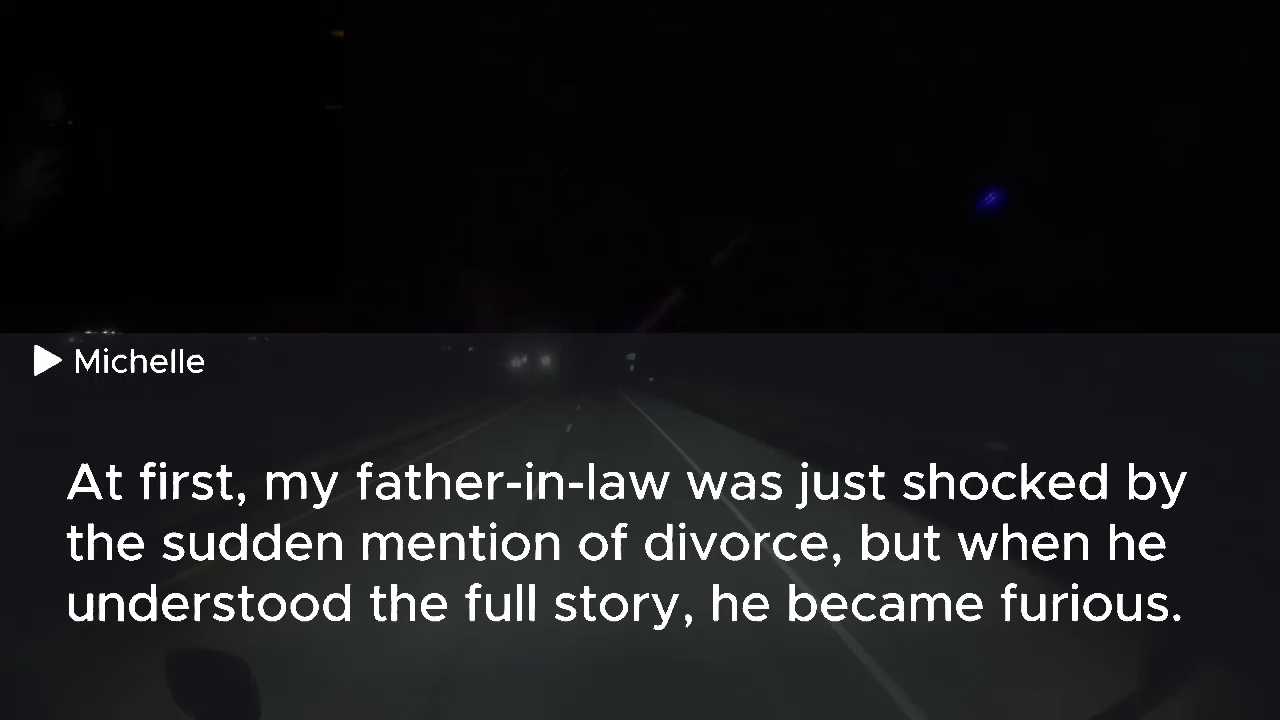 Michelle
At first, my father-in-law was just shocked by
the sudden mention of divorce, but when he
understood the full story, he became furious.